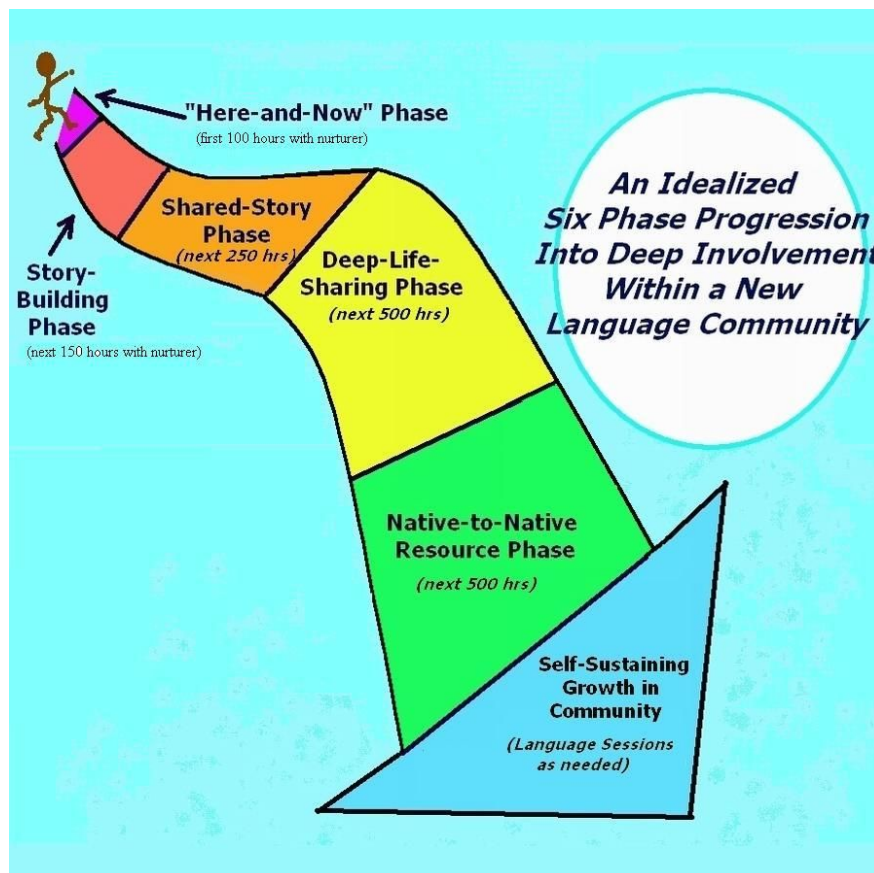 "Here-and-Now" Phase
(first 100 hours with nurturer)
An Idealized
Six Phase Progression
Into Deep Involvement
Within a New
Language Community
Shared-Story
Phase
(next 250 hrs)
Story-
Building
Phase
(next 150 hours with nurturer)
Deep-Life-
Sharing Phase
(next 500 hrs)
Native-to-Native
Resource Phase
(next 500 hrs)
Self-Sustaining
Growth in
Community
(Language Sessions
as needed)